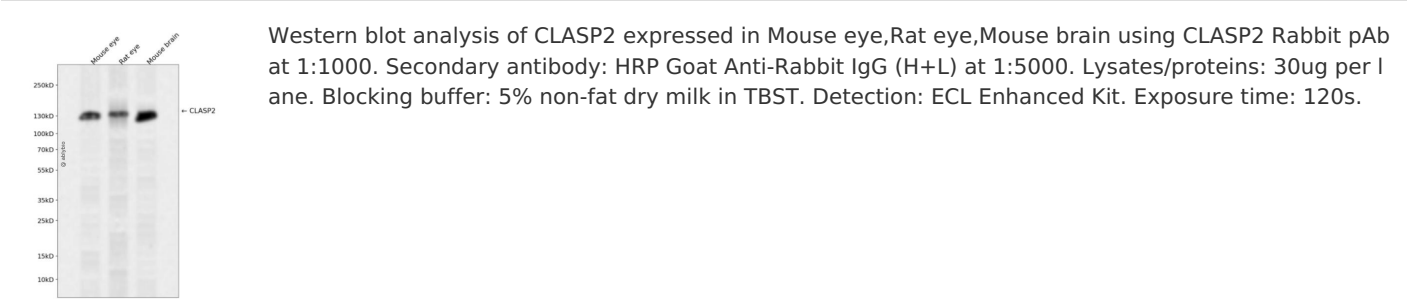 Mouse eye
Rat eye
Mouse brain
250kD
130kD
100kD
70kD
55kD
35kD
25kD
15kD
10kD
← CLASP2
@ ablybio
Western blot analysis of CLASP2 expressed in Mouse eye,Rat eye,Mouse brain using CLASP2 Rabbit pAb
at 1:1000. Secondary antibody: HRP Goat Anti-Rabbit IgG (H+L) at 1:5000. Lysates/proteins: 30ug per l
ane. Blocking buffer: 5% non-fat dry milk in TBST. Detection: ECL Enhanced Kit. Exposure time: 120s.